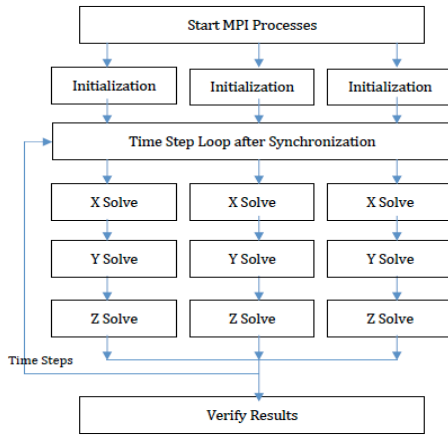 Start MPI Processes
Initialization
Initialization
Initialization
Time Step Loop after Synchronization
X Solve
X Solve
X Solve
Y Solve
Y Solve
Y Solve
Z Solve
Z Solve
Z Solve
Time Steps
Verify Results